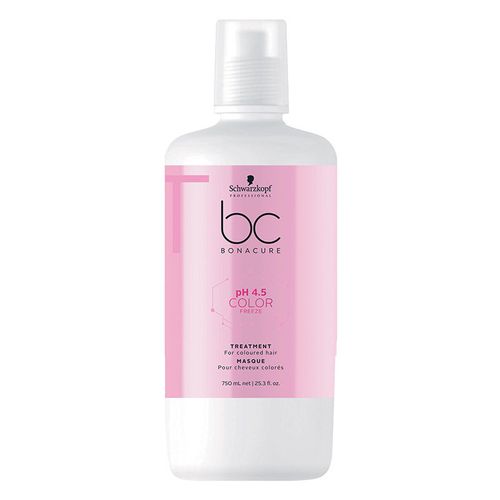 T
Schwarzkopf
PROFESSIONAL
bc
BONACURE
pH 4.5
COLOR
FREEZE
TREATMENT
For coloured hair
MASQUE
Pour cheveux colorés
750 mL net | 25.3 fl. oz.